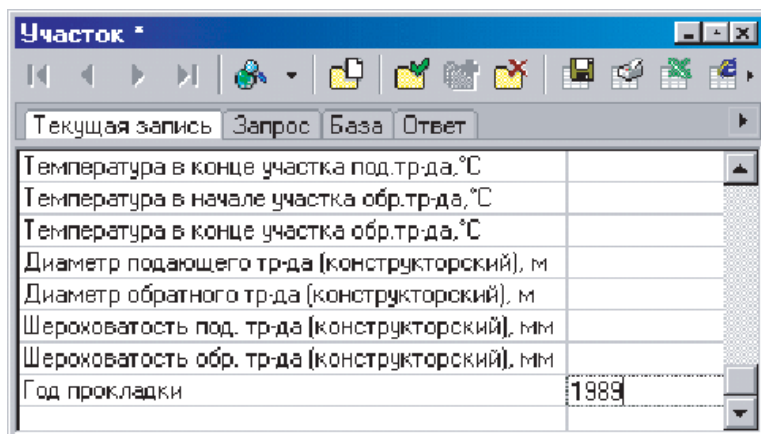 Участок *
Текущая запись Запрос База Ответ
Температура в конце участка под.тр-да,°C
Температура в начале участка обр.тр-да,°C
Температура в конце участка обр.тр-да,°C
Диаметр подающего тр-да (конструкторский), м
Диаметр обратного тр-да (конструкторский), м
Шероховатость под. тр-да (конструкторский), мм
Шероховатость обр. тр-да (конструкторский), мм
Год прокладки 1989